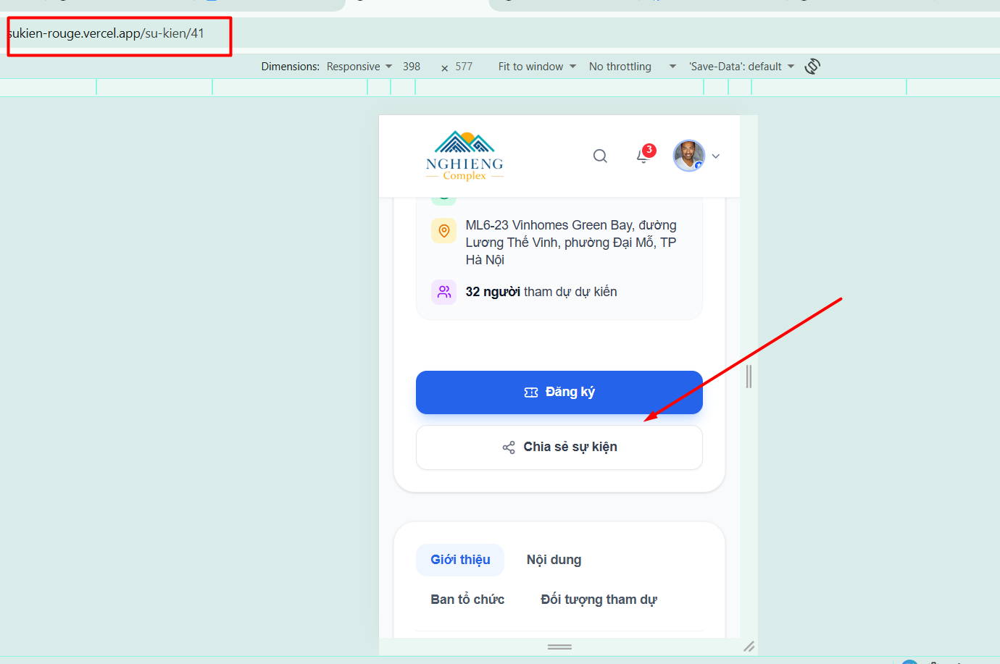 sukien-rouge.vercel.app/su-kien/41
Dimensions: Responsive 398 × 577 Fit to window No throttling 'Save-Data': default
NGHIENG
Complex
3
ML6-23 Vinhomes Green Bay, đường
Lương Thế Vinh, phường Đại Mỗ, TP
Hà Nội
32 người tham dự dự kiến
Đăng ký
Chia sẻ sự kiện
Giới thiệu Nội dung
Ban tổ chức Đối tượng tham dự